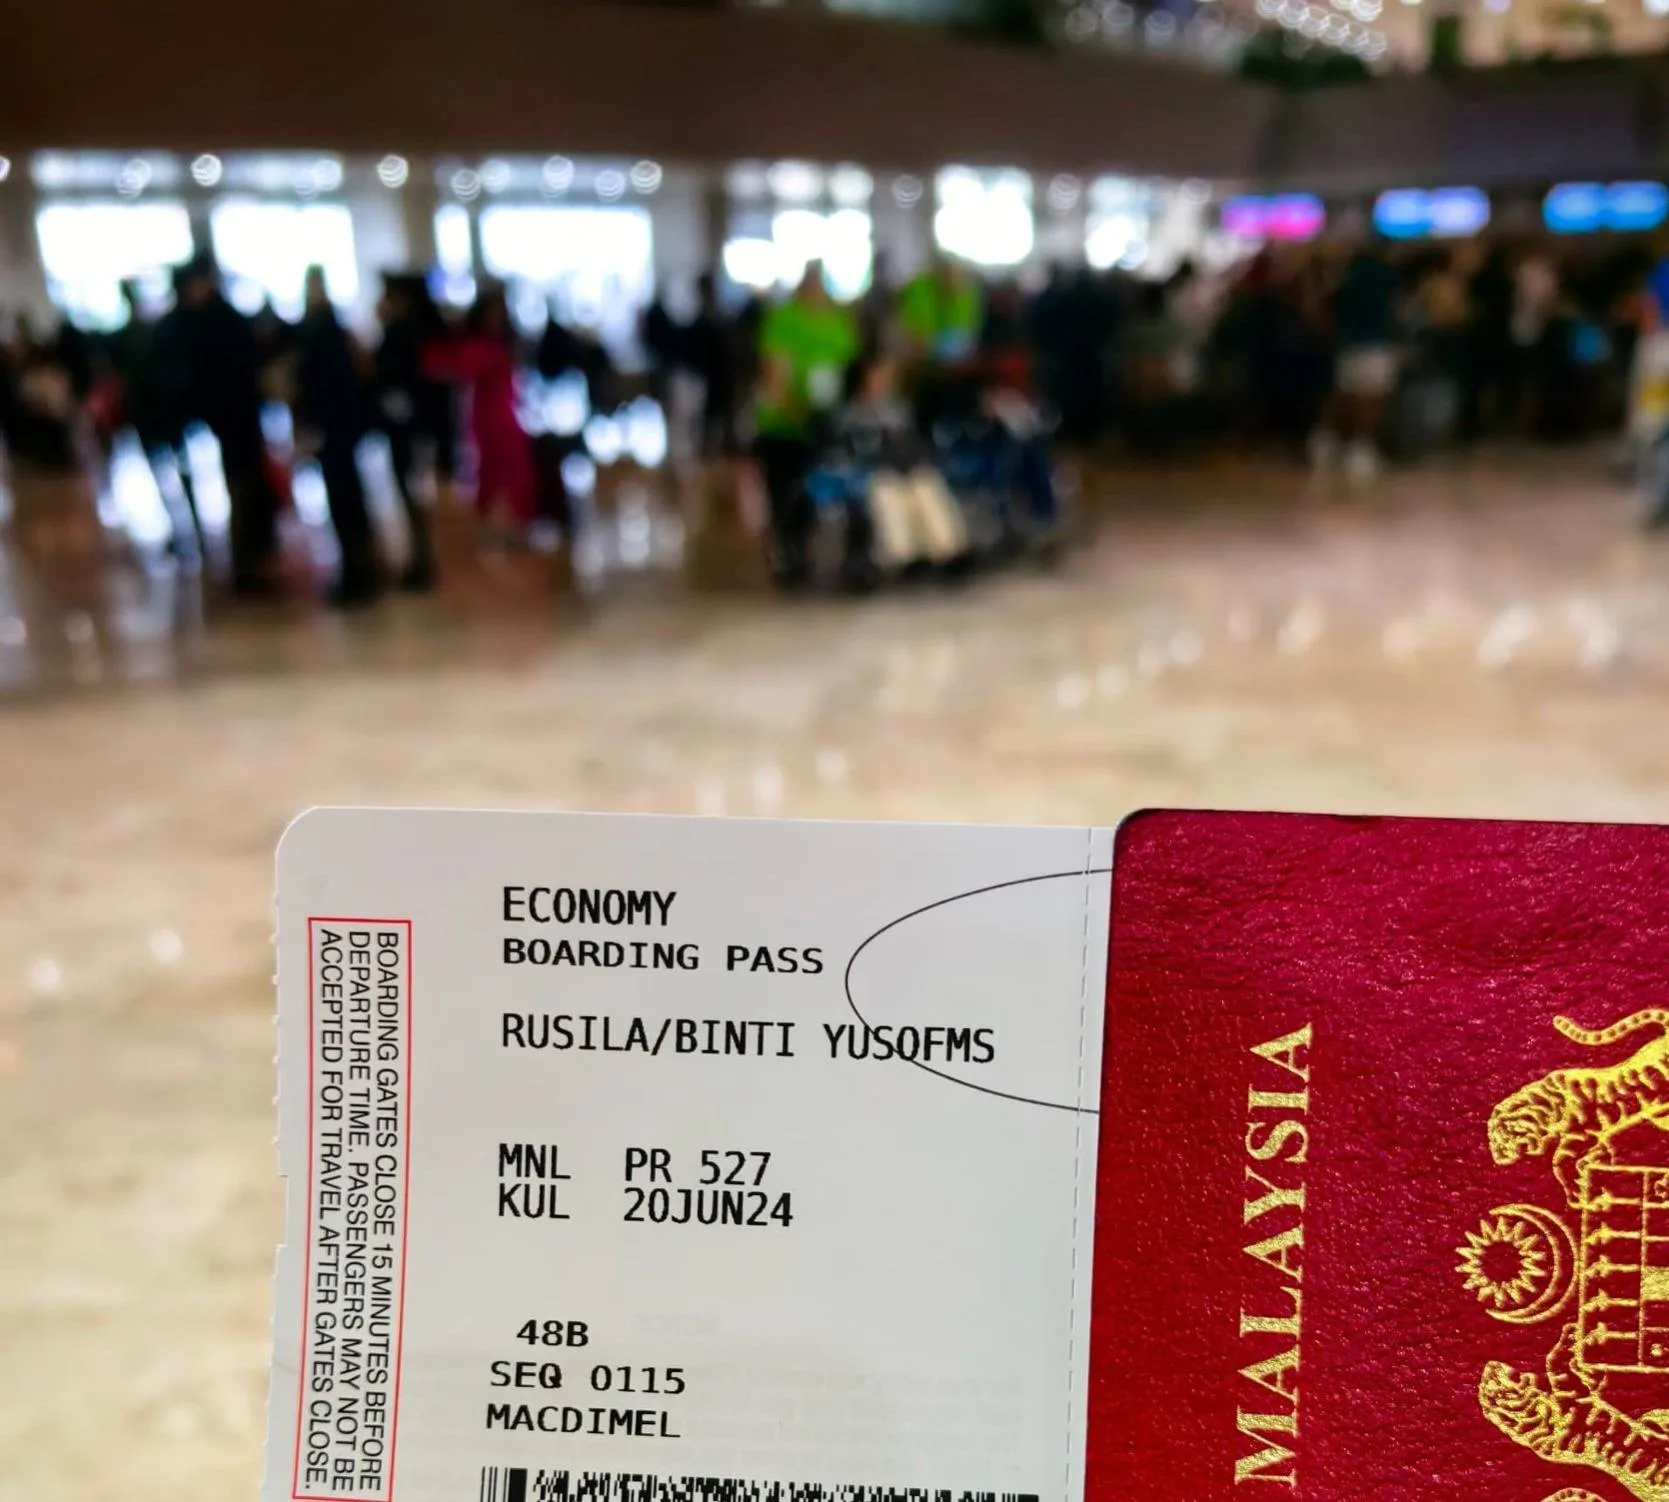 ECONOMY
BOARDING PASS
RUSILA/BINTI YUSOFMS
MNL PR 527
KUL 20JUN24
48B
SEQ 0115
MACDIMEL
BOARDING GATES CLOSE 15 MINUTES BEFORE
DEPARTURE TIME. PASSENGERS MAY NOT BE
ACCEPTED FOR TRAVEL AFTER GATES CLOSE.
MALAYSIA